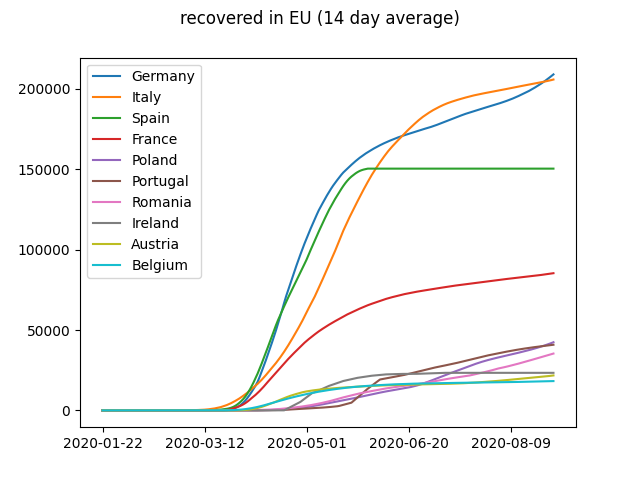 recovered in EU (14 day average)
Germany
Italy
Spain
France
Poland
Portugal
Romania
Ireland
Austria
Belgium
200000
150000
100000
50000
0
2020-01-22 2020-03-12 2020-05-01 2020-06-20 2020-08-09